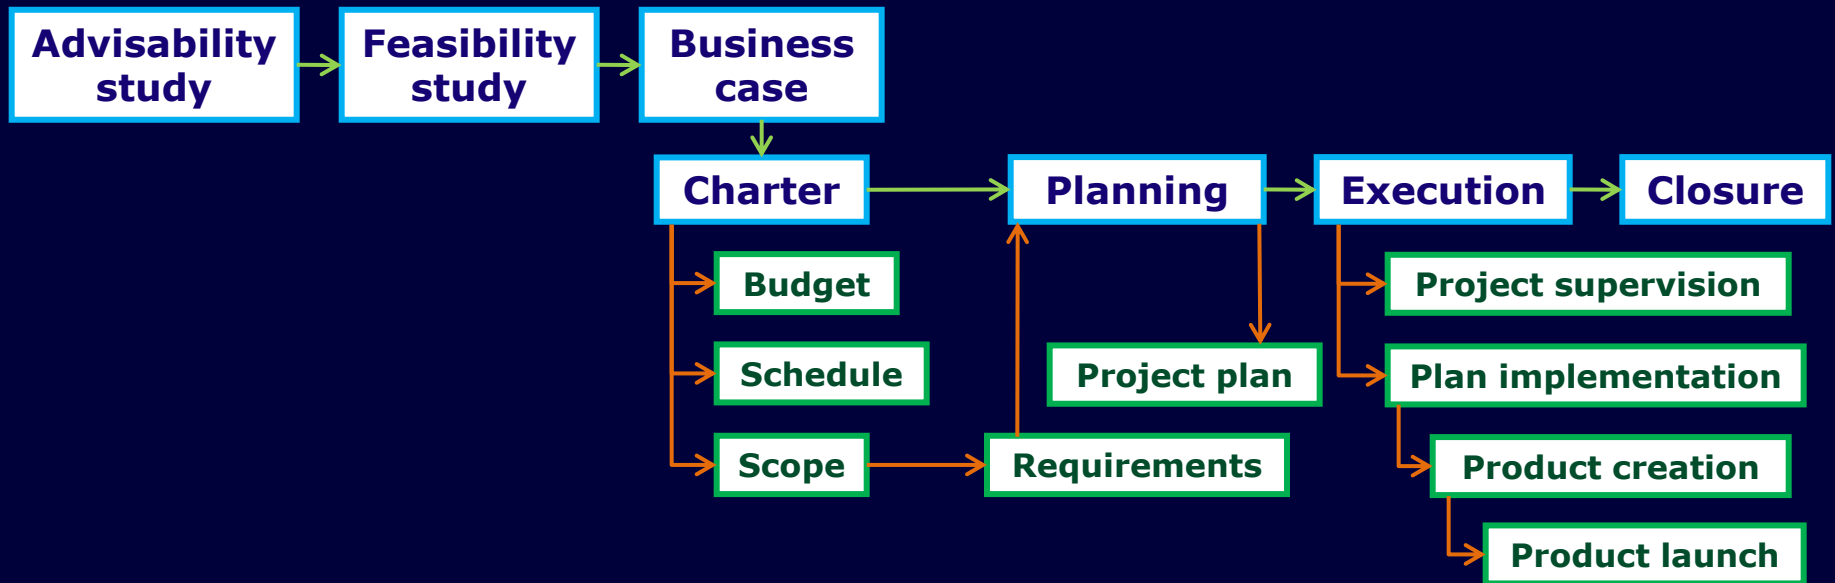 Advisability
study
Feasibility
study
Business
case
Charter
Planning
Execution
Closure
Budget
Schedule
Scope
Requirements
Project plan
Project supervision
Plan implementation
Product creation
Product launch